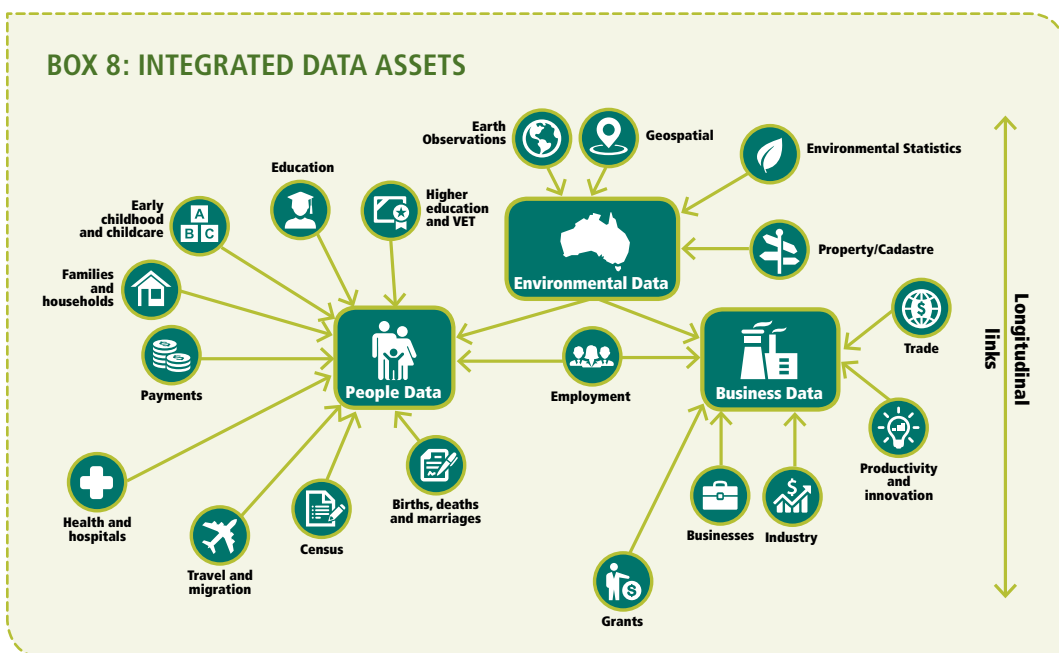 BOX 8: INTEGRATED DATA ASSETS
Earth
Observations
Geospatial
Environmental Statistics
Education
Higher
education
and VET
Early
childhood
and childcare
A
B C
Property/Cadastre
Environmental Data
Families
and
households
$
Trade
Longitudinal
links
Payments
People Data
Employment
Business Data
Productivity
and
innovation
Births, deaths
and marriages
Health and
hospitals
Census
Businesses
$
Industry
Travel and
migration
$
Grants